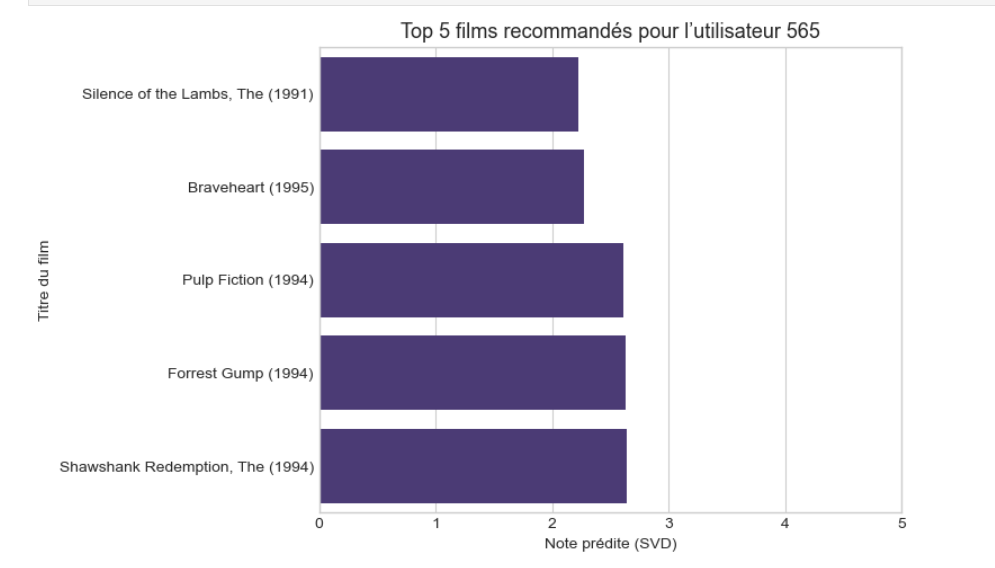 Top 5 films recommandés pour l’utilisateur 565
Silence of the Lambs, The (1991)
Braveheart (1995)
Pulp Fiction (1994)
Forrest Gump (1994)
Shawshank Redemption, The (1994)
Titre du film
0 1 2 3 4 5
Note prédite (SVD)